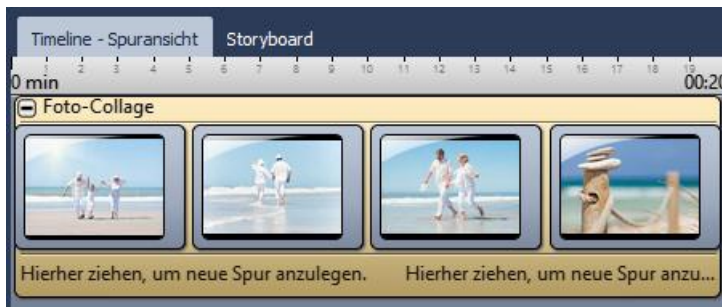 Timeline - Spuransicht Storyboard
1 2 3 4 5 6 7 8 9 10 11 12 13 14 15 16 17 18 19
0 min 00:20
Foto-Collage
Hierher ziehen, um neue Spur anzulegen. Hierher ziehen, um neue Spur anzu...